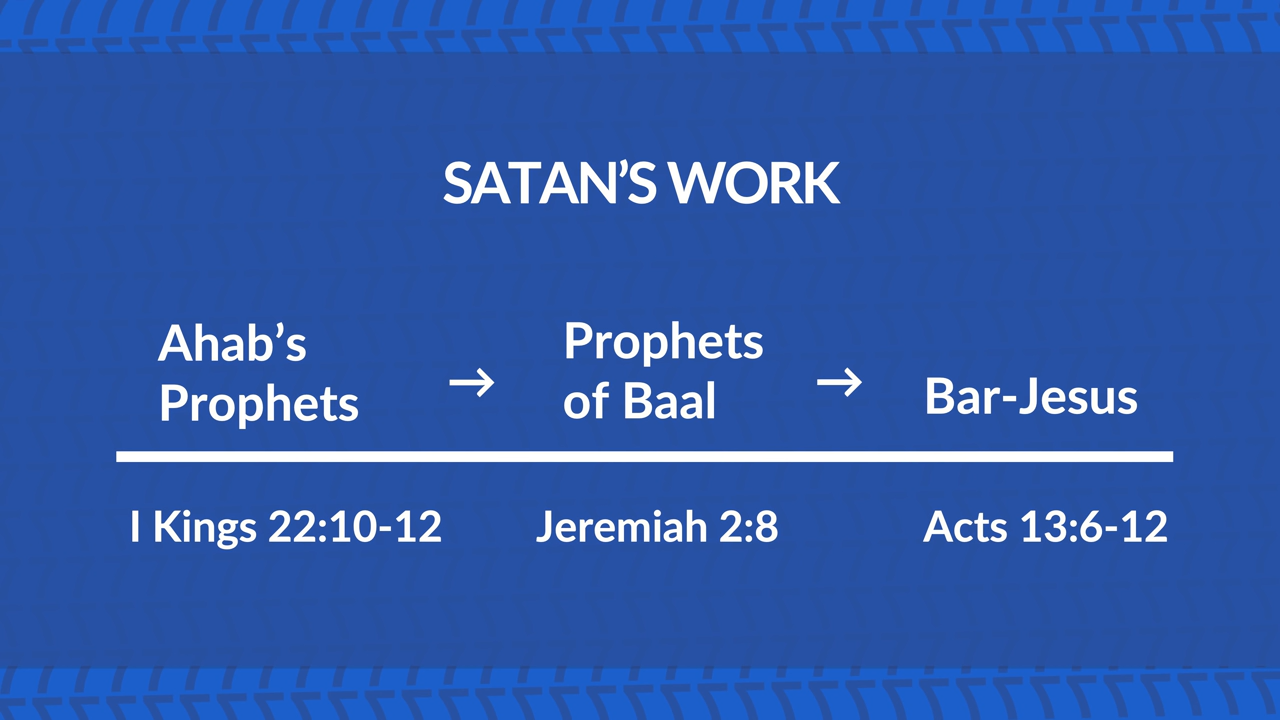 SATAN’S WORK
Ahab’s
Prophets
→
Prophets
of Baal
→
Bar-Jesus
I Kings 22:10-12
Jeremiah 2:8
Acts 13:6-12